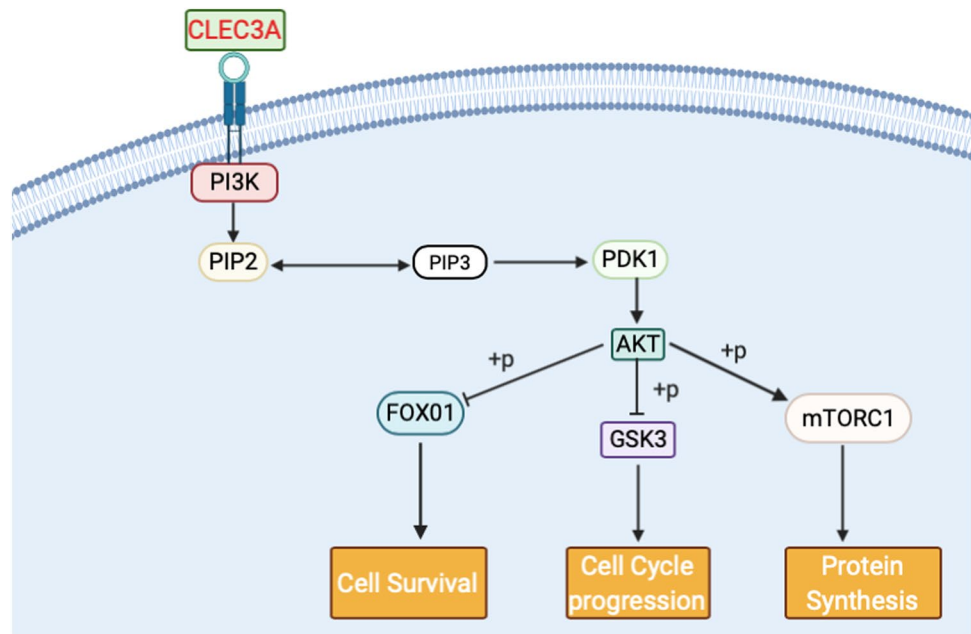 CLEC3A
PI3K
PIP2
PIP3
PDK1
AKT
+p
+p
+p
FOX01
GSK3
mTORC1
Cell Survival
Cell Cycle
progression
Protein
Synthesis